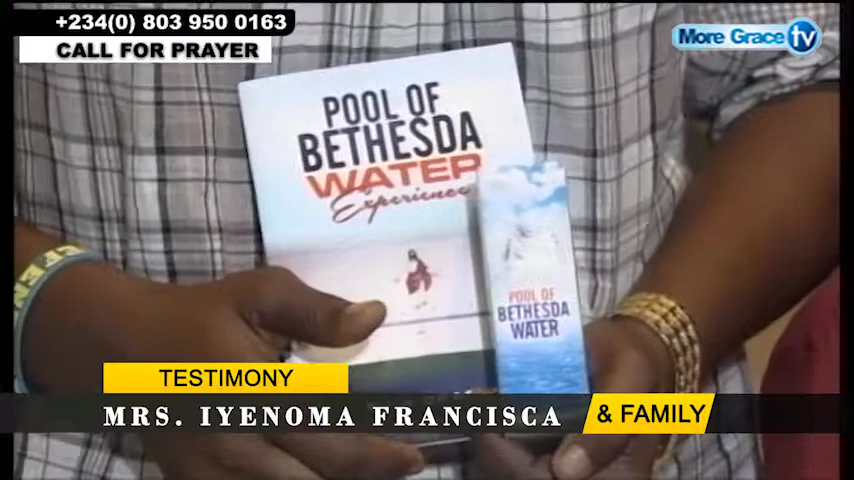 +234(0) 803 950 0163
CALL FOR PRAYER
More Grace tv
POOL OF
BETHESDA
WATER
Experience
POOL OF
BETHESDA
WATER
TESTIMONY
MRS. IYENOMA FRANCISCA
& FAMILY